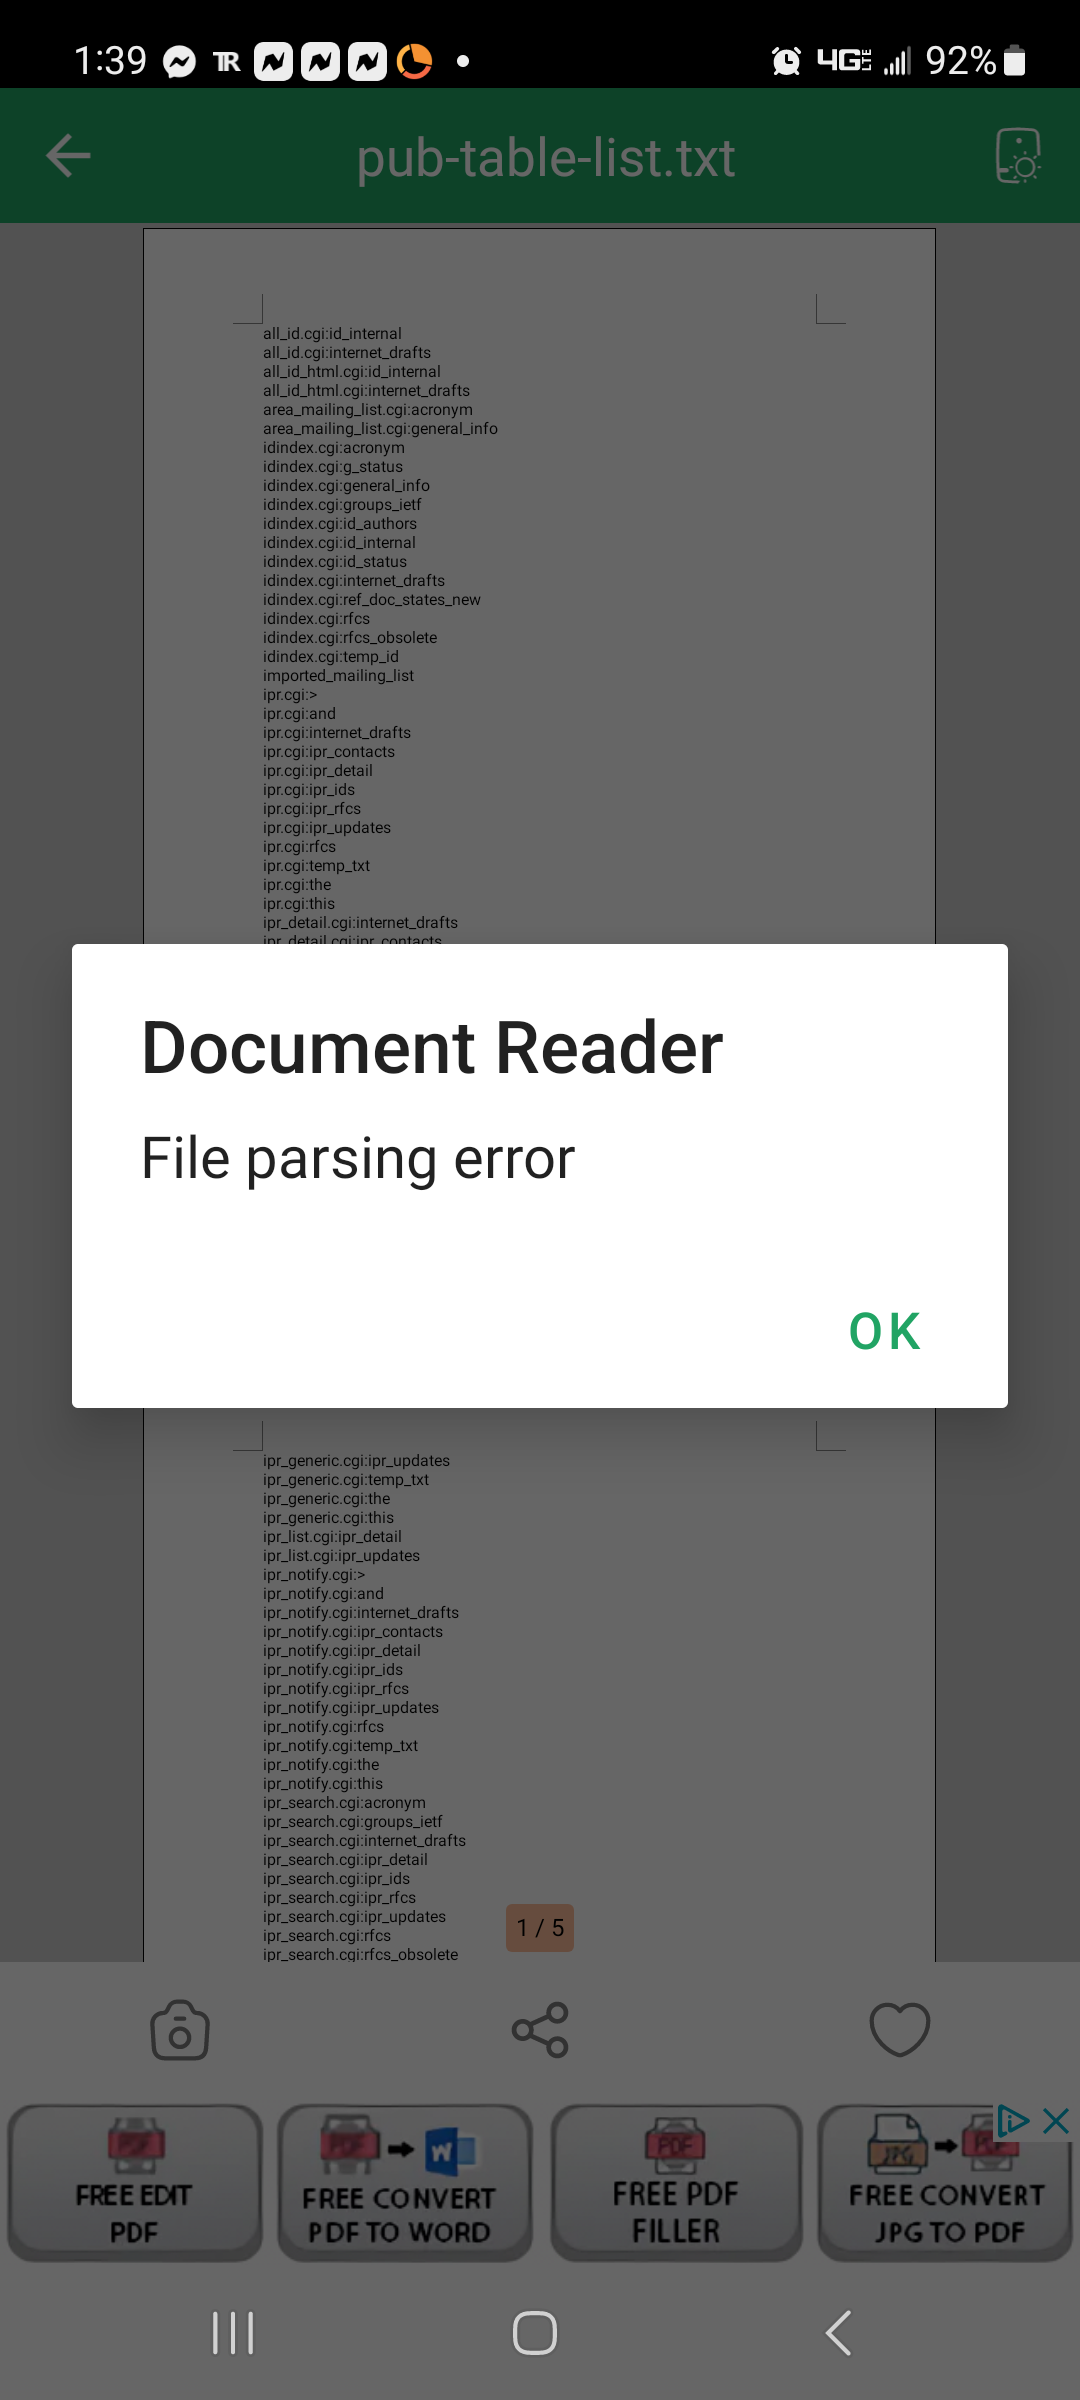 1:39 TR 4G LTE 92%
pub-table-list.txt
all_id.cgi:id_internal
all_id.cgi:internet_drafts
all_id_html.cgi:id_internal
all_id_html.cgi:internet_drafts
area_mailing_list.cgi:acronym
area_mailing_list.cgi:general_info
idindex.cgi:acronym
idindex.cgi:g_status
idindex.cgi:general_info
idindex.cgi:groups_ietf
idindex.cgi:id_authors
idindex.cgi:id_internal
idindex.cgi:id_status
idindex.cgi:internet_drafts
idindex.cgi:ref_doc_states_new
idindex.cgi:rfcs
idindex.cgi:rfcs_obsolete
idindex.cgi:temp_id
imported_mailing_list
ipr.cgi:>
ipr.cgi:and
ipr.cgi:internet_drafts
ipr.cgi:ipr_contacts
ipr.cgi:ipr_detail
ipr.cgi:ipr_ids
ipr.cgi:ipr_rfcs
ipr.cgi:ipr_updates
ipr.cgi:rfcs
ipr.cgi:temp_txt
ipr.cgi:the
ipr.cgi:this
ipr_detail.cgi:internet_drafts
ipr_detail.cgi:ipr_contacts
Document Reader
File parsing error
OK
ipr_generic.cgi:ipr_updates
ipr_generic.cgi:temp_txt
ipr_generic.cgi:the
ipr_generic.cgi:this
ipr_list.cgi:ipr_detail
ipr_list.cgi:ipr_updates
ipr_notify.cgi:>
ipr_notify.cgi:and
ipr_notify.cgi:internet_drafts
ipr_notify.cgi:ipr_contacts
ipr_notify.cgi:ipr_detail
ipr_notify.cgi:ipr_ids
ipr_notify.cgi:ipr_rfcs
ipr_notify.cgi:ipr_updates
ipr_notify.cgi:rfcs
ipr_notify.cgi:temp_txt
ipr_notify.cgi:the
ipr_notify.cgi:this
ipr_search.cgi:acronym
ipr_search.cgi:groups_ietf
ipr_search.cgi:internet_drafts
ipr_search.cgi:ipr_detail
ipr_search.cgi:ipr_ids
ipr_search.cgi:ipr_rfcs
ipr_search.cgi:ipr_updates
ipr_search.cgi:rfcs
ipr_search.cgi:rfcs_obsolete
1 / 5
PDF
FREE EDIT
PDF
PDF W
FREE CONVERT
PDF TO WORD
PDF
FREE PDF
FILLER
JPG PDF
FREE CONVERT
JPG TO PDF